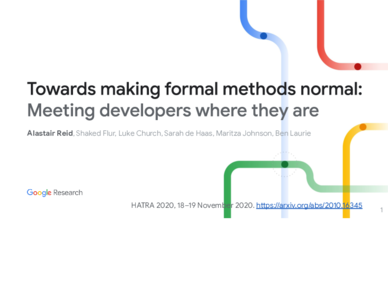 Towards making formal methods normal:
Meeting developers where they are
Alastair Reid, Shaked Flur, Luke Church, Sarah de Haas, Maritza Johnson, Ben Laurie
Google Research
HATRA 2020, 18–19 November 2020. https://arxiv.org/abs/2010.16345
1